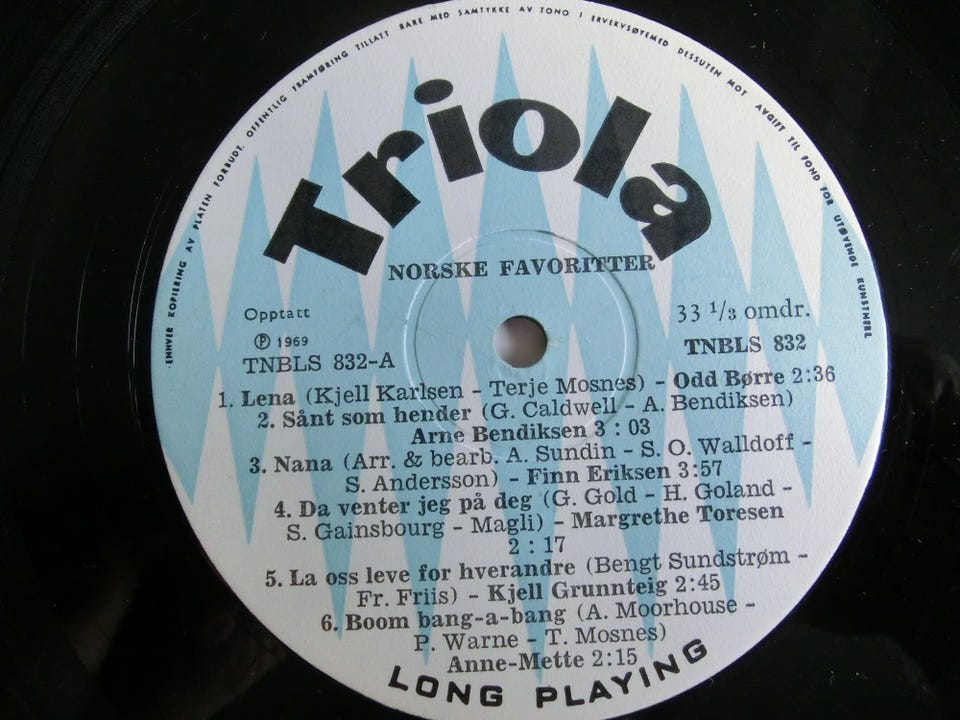 ENHVER KOPIERING AV PLATEN FORBUDT. OFFENTLIG FRAMFØRING TILLATT BARE MED SAMTYKKE AV TONO. I ERVERVSØYEMED DESSUTEN MOT AVGIFT TIL FOND FOR UTØVENDE KUNSTNERE
Triola
NORSKE FAVORITTER
Opptatt
Ⓟ 1969
TNBLS 832-A
33 1/3 omdr.
TNBLS 832
1. Lena (Kjell Karlsen - Terje Mosnes) - Odd Børre 2:36
2. Sånt som hender (G. Caldwell - A. Bendiksen)
Arne Bendiksen 3 : 03
3. Nana (Arr. & bearb. A. Sundin - S. O. Walldoff -
S. Andersson) - Finn Eriksen 3:57
4. Da venter jeg på deg (G. Gold - H. Goland -
S. Gainsbourg - Magli) - Margrethe Toresen
2 : 17
5. La oss leve for hverandre (Bengt Sundstrøm -
Fr. Friis) - Kjell Grunnteig 2:45
6. Boom bang-a-bang (A. Moorhouse -
P. Warne - T. Mosnes)
Anne-Mette 2:15
LONG PLAYING